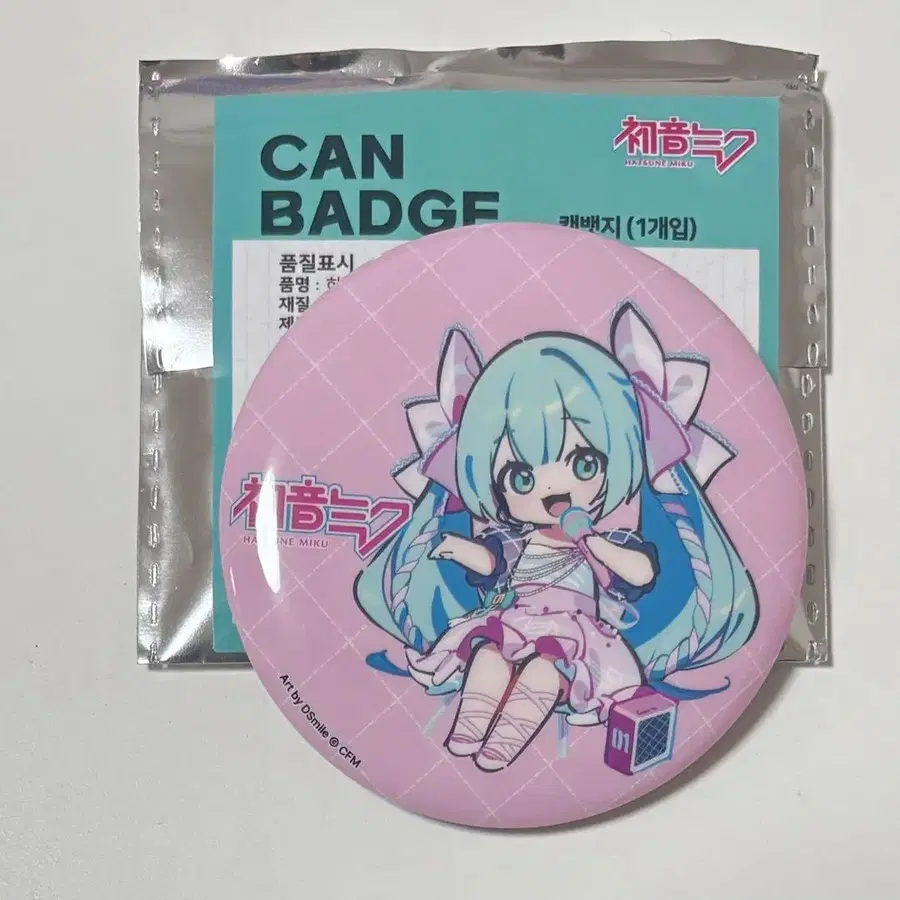 CAN
BADGE
初音ミク
HATSUNE MIKU
캔뱃지 (1개입)
품질표시
품명 :
재질
初音ミク
HATSUNE MIKU
01
Art by DSmile © CFM